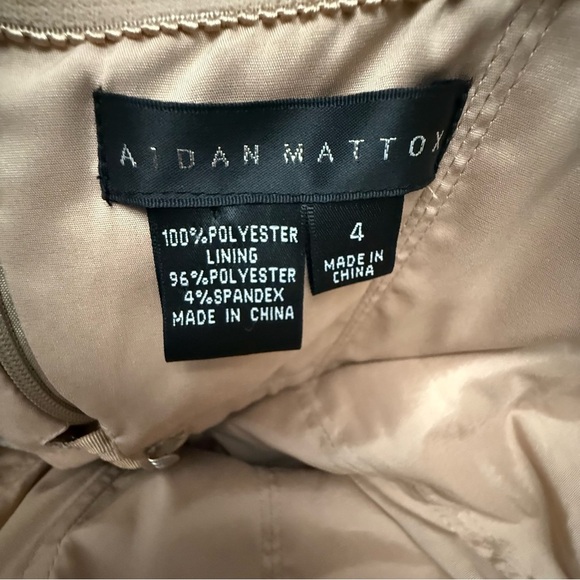 AIDAN MATTOX
100%POLYESTER
LINING
96%POLYESTER
4%SPANDEX
MADE IN CHINA
4
MADE IN
CHINA